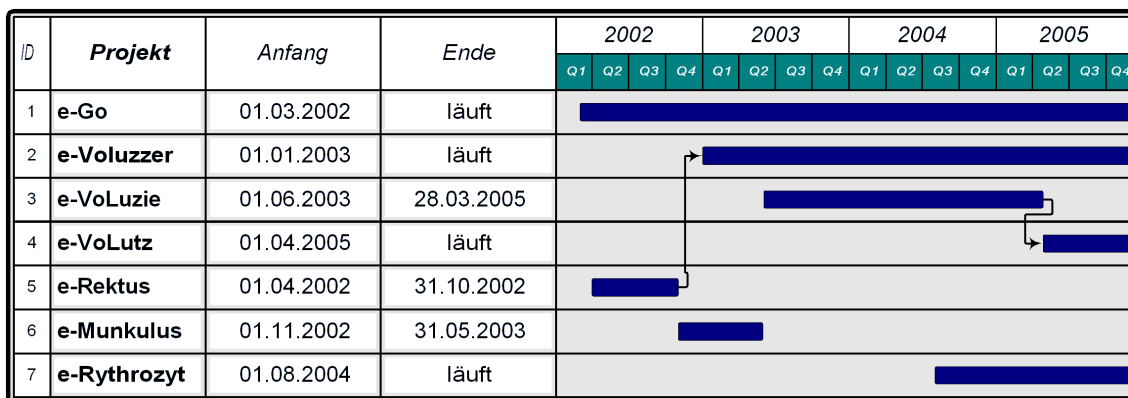 ID Projekt Anfang Ende 2002 2003 2004 2005
Q1 Q2 Q3 Q4 Q1 Q2 Q3 Q4 Q1 Q2 Q3 Q4 Q1 Q2 Q3 Q4
1 e-Go 01.03.2002 läuft
2 e-Voluzzer 01.01.2003 läuft
3 e-VoLuzie 01.06.2003 28.03.2005
4 e-VoLutz 01.04.2005 läuft
5 e-Rektus 01.04.2002 31.10.2002
6 e-Munkulus 01.11.2002 31.05.2003
7 e-Rythrozyt 01.08.2004 läuft